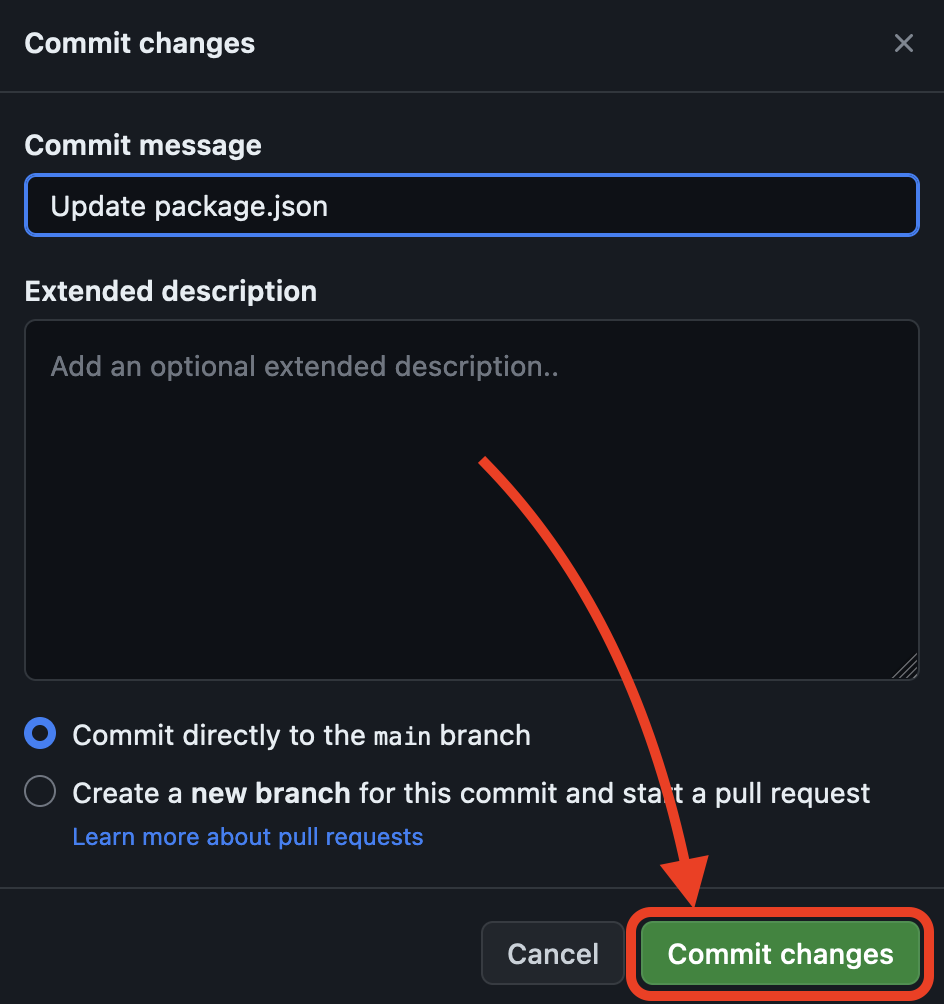 Commit changes
Commit message
Update package.json
Extended description
Add an optional extended description..
Commit directly to the main branch
Create a new branch for this commit and start a pull request
Learn more about pull requests
Cancel
Commit changes